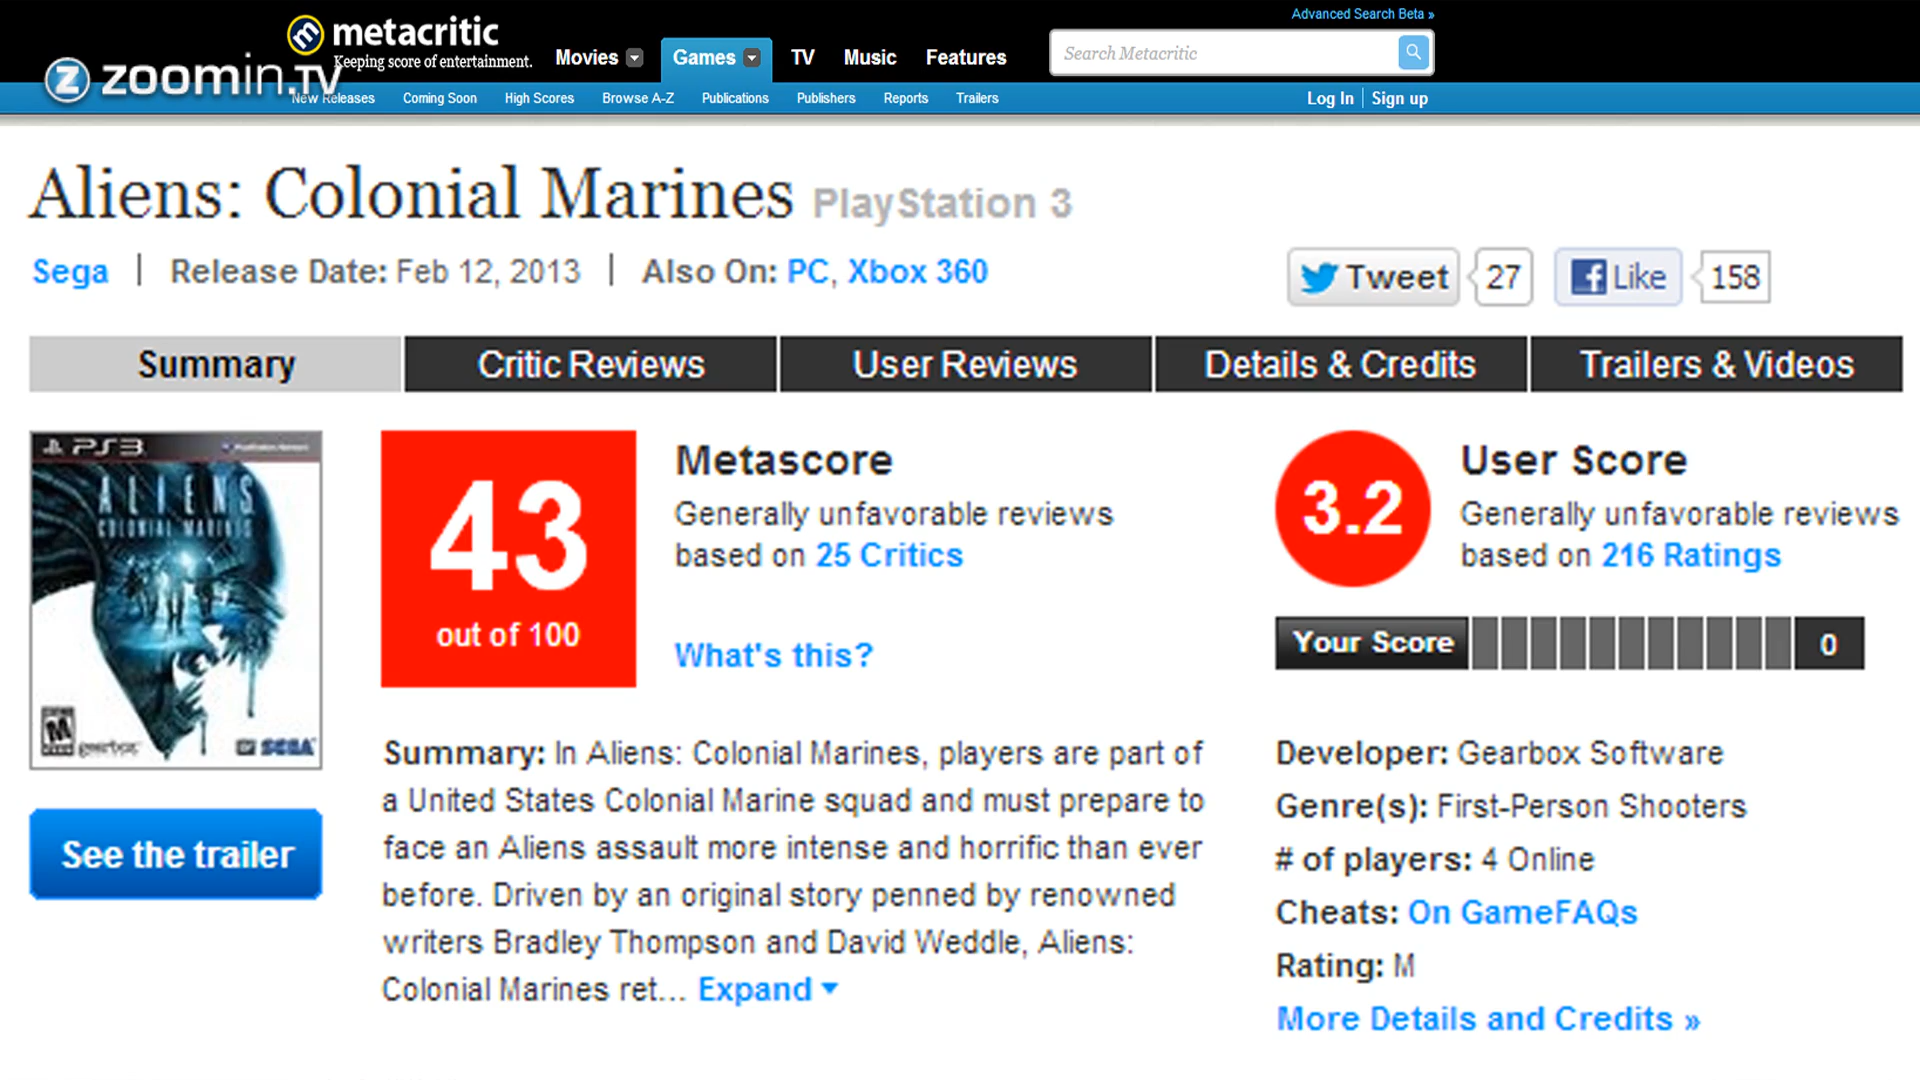 Advanced Search Beta »
metacritic
Keeping score of entertainment.
Movies Games TV Music Features
Search Metacritic
zoomin.TV
New Releases Coming Soon High Scores Browse A-Z Publications Publishers Reports Trailers
Log In | Sign up
Aliens: Colonial Marines PlayStation 3
Sega | Release Date: Feb 12, 2013 | Also On: PC, Xbox 360
Tweet 27 Like 158
Summary Critic Reviews User Reviews Details & Credits Trailers & Videos
PS3
ALIENS
COLONIAL MARINES
M
gearbox SEGA
See the trailer
43
out of 100
Metascore
Generally unfavorable reviews
based on 25 Critics
What's this?
3.2
User Score
Generally unfavorable reviews
based on 216 Ratings
Your Score 0
Summary: In Aliens: Colonial Marines, players are part of
a United States Colonial Marine squad and must prepare to
face an Aliens assault more intense and horrific than ever
before. Driven by an original story penned by renowned
writers Bradley Thompson and David Weddle, Aliens:
Colonial Marines ret... Expand
Developer: Gearbox Software
Genre(s): First-Person Shooters
# of players: 4 Online
Cheats: On GameFAQs
Rating: M
More Details and Credits »